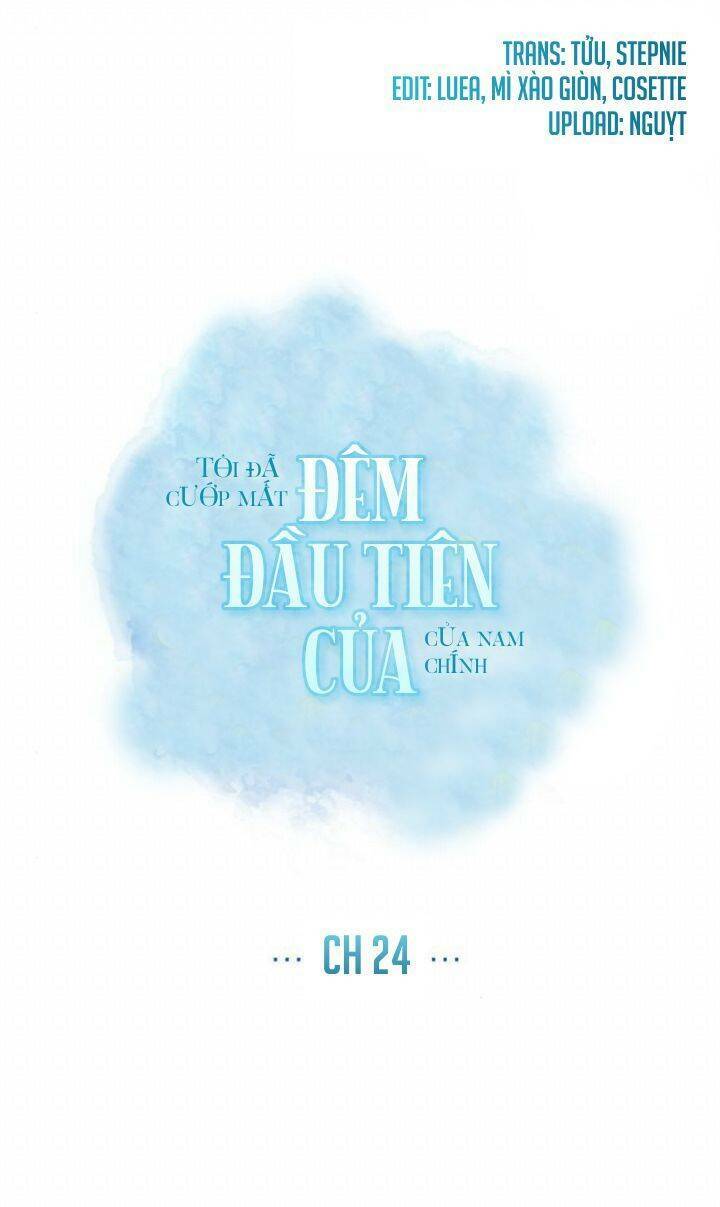 TRANS: TỬU, STEPNIE
EDIT: LUEA, MÌ XÀO GIÒN, COSETTE
UPLOAD: NGUỴT
TÔI ĐÃ
CƯỚP MẤT
ĐÊM
ĐẦU TIÊN
CỦA
CỦA NAM
CHÍNH
... CH 24 ...